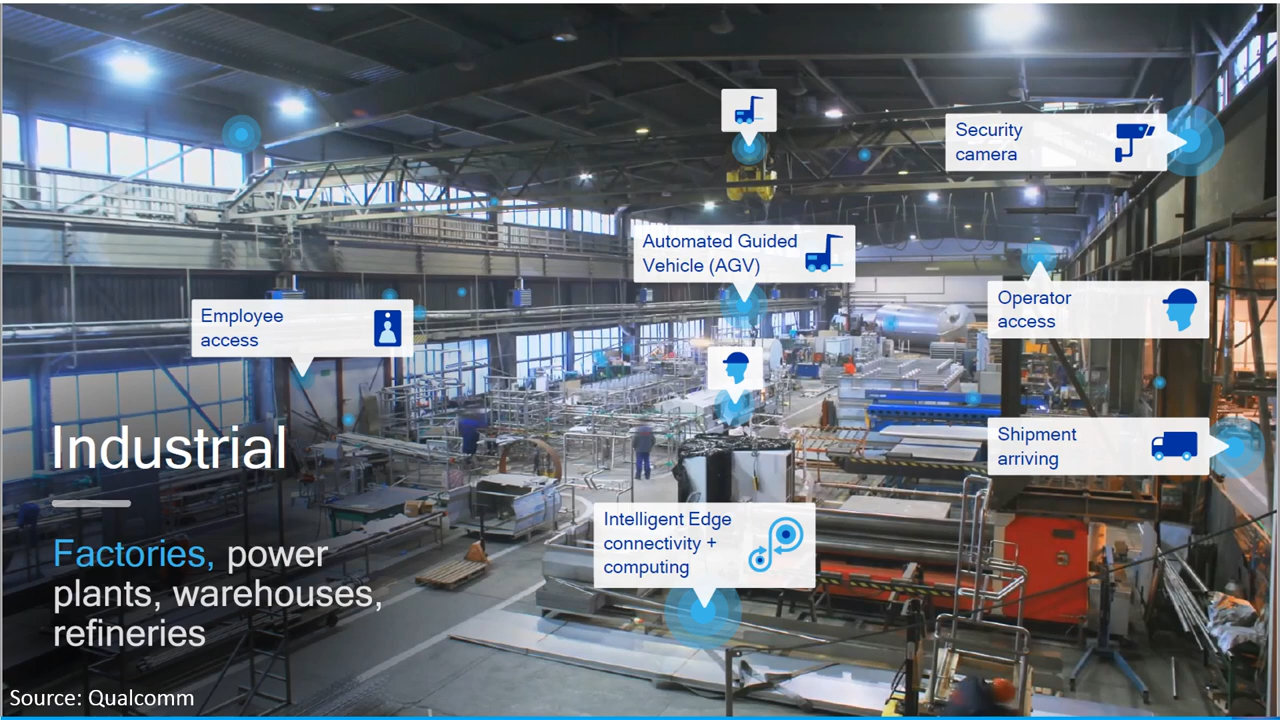 Security
camera
Automated Guided
Vehicle (AGV)
Operator
access
Employee
access
Shipment
arriving
Industrial
Intelligent Edge
connectivity +
computing
Factories, power
plants, warehouses,
refineries
Source: Qualcomm